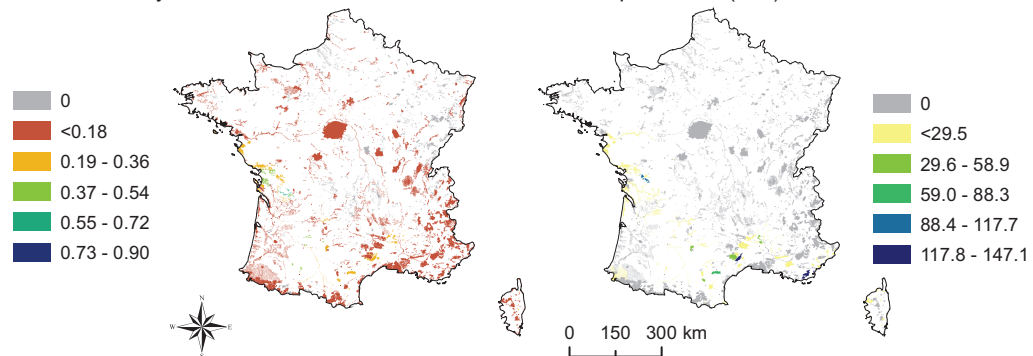 0
<0.18
0.19 - 0.36
0.37 - 0.54
0.55 - 0.72
0.73 - 0.90
N
W E
S
0 150 300 km
0
<29.5
29.6 - 58.9
59.0 - 88.3
88.4 - 117.7
117.8 - 147.1